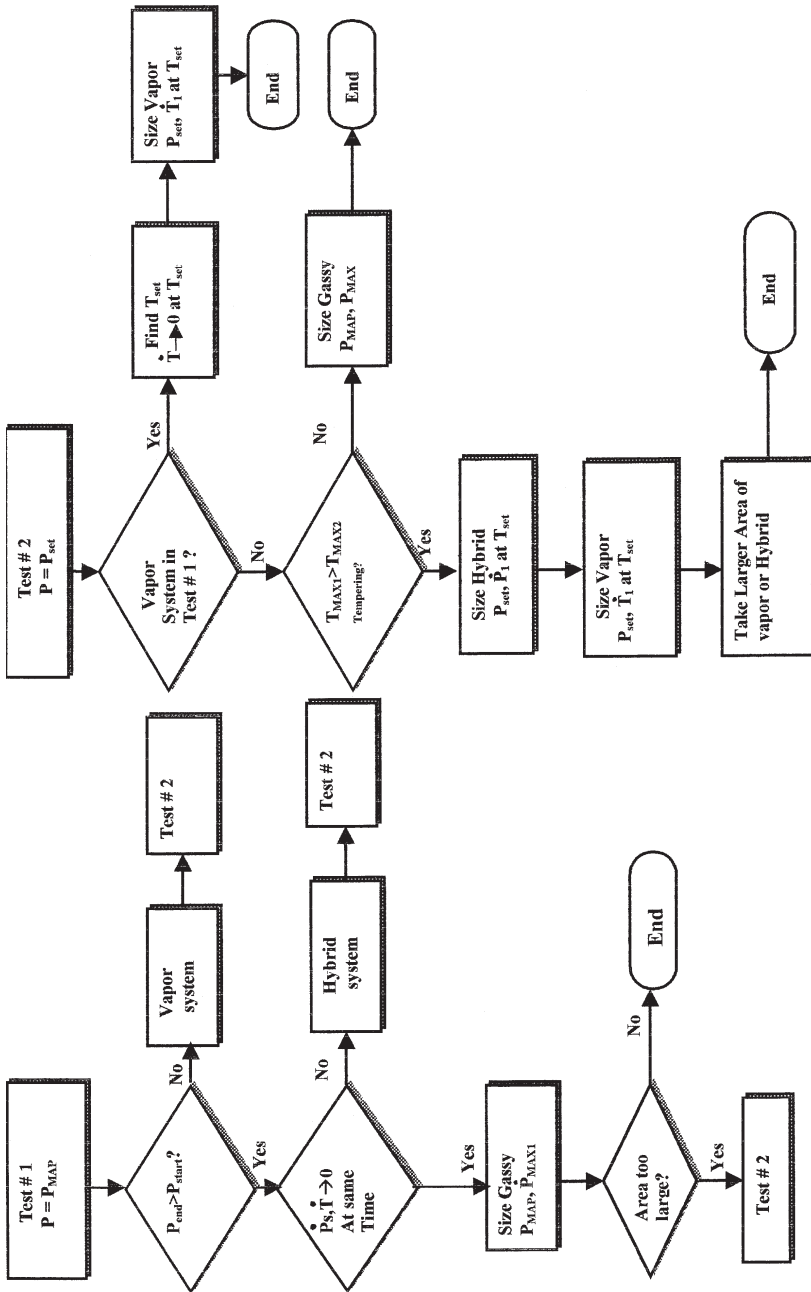 Test # 1
P = P_MAP
P_end>P_start?
No
Vapor
system
Test # 2
Yes
Ṗs,Ṫ→0
At same
Time
No
Hybrid
system
Test # 2
Yes
Size Gassy
P_MAP, Ṗ_MAX1
Area too
large?
No
End
Yes
Test # 2
Test # 2
P = P_set
Vapor
System in
Test # 1 ?
Yes
Find T_set
Ṫ→0 at T_set
Size Vapor
P_set, Ṫ_1 at T_set
End
No
T_MAX1>T_MAX2
Tempering?
No
Size Gassy
P_MAP, P_MAX
End
Yes
Size Hybrid
P_set, Ṗ_1 at T_set
Size Vapor
P_set, Ṫ_1 at T_set
Take Larger Area of
vapor or Hybrid
End